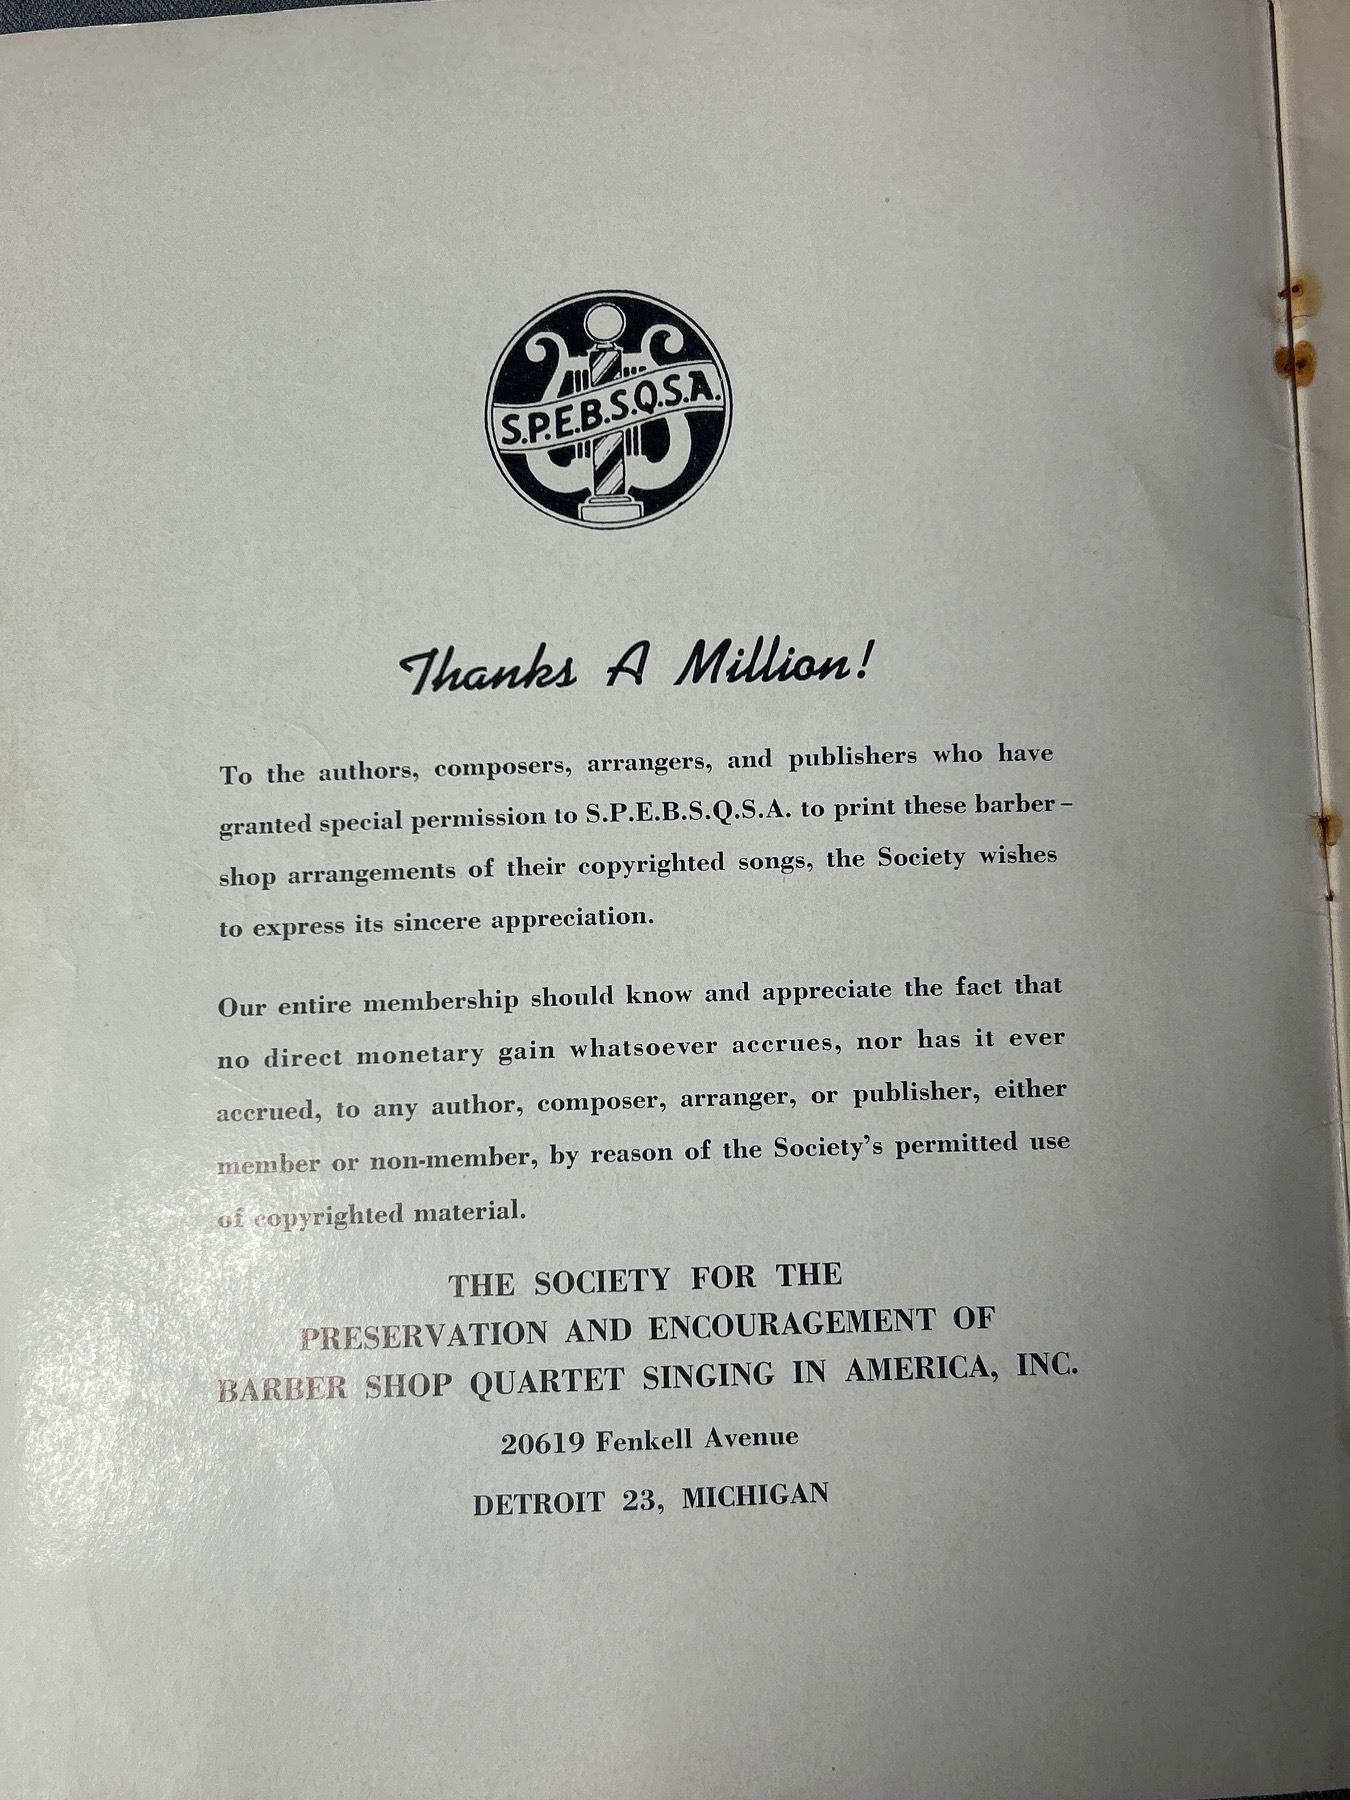 S.P.E.B.S.Q.S.A.
Thanks A Million!
To the authors, composers, arrangers, and publishers who have
granted special permission to S.P.E.B.S.Q.S.A. to print these barber–
shop arrangements of their copyrighted songs, the Society wishes
to express its sincere appreciation.
Our entire membership should know and appreciate the fact that
no direct monetary gain whatsoever accrues, nor has it ever
accrued, to any author, composer, arranger, or publisher, either
member or non-member, by reason of the Society's permitted use
of copyrighted material.
THE SOCIETY FOR THE
PRESERVATION AND ENCOURAGEMENT OF
BARBER SHOP QUARTET SINGING IN AMERICA, INC.
20619 Fenkell Avenue
DETROIT 23, MICHIGAN